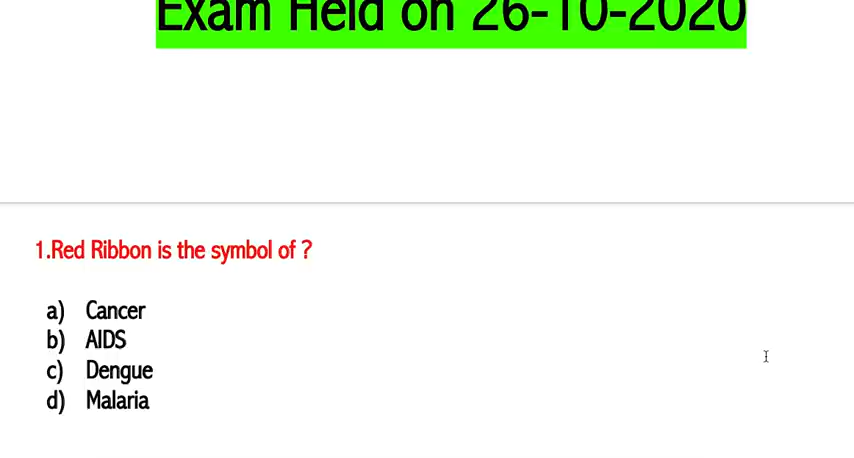 Exam Held on 26-10-2020
1.Red Ribbon is the symbol of ?
a) Cancer
b) AIDS
c) Dengue
d) Malaria